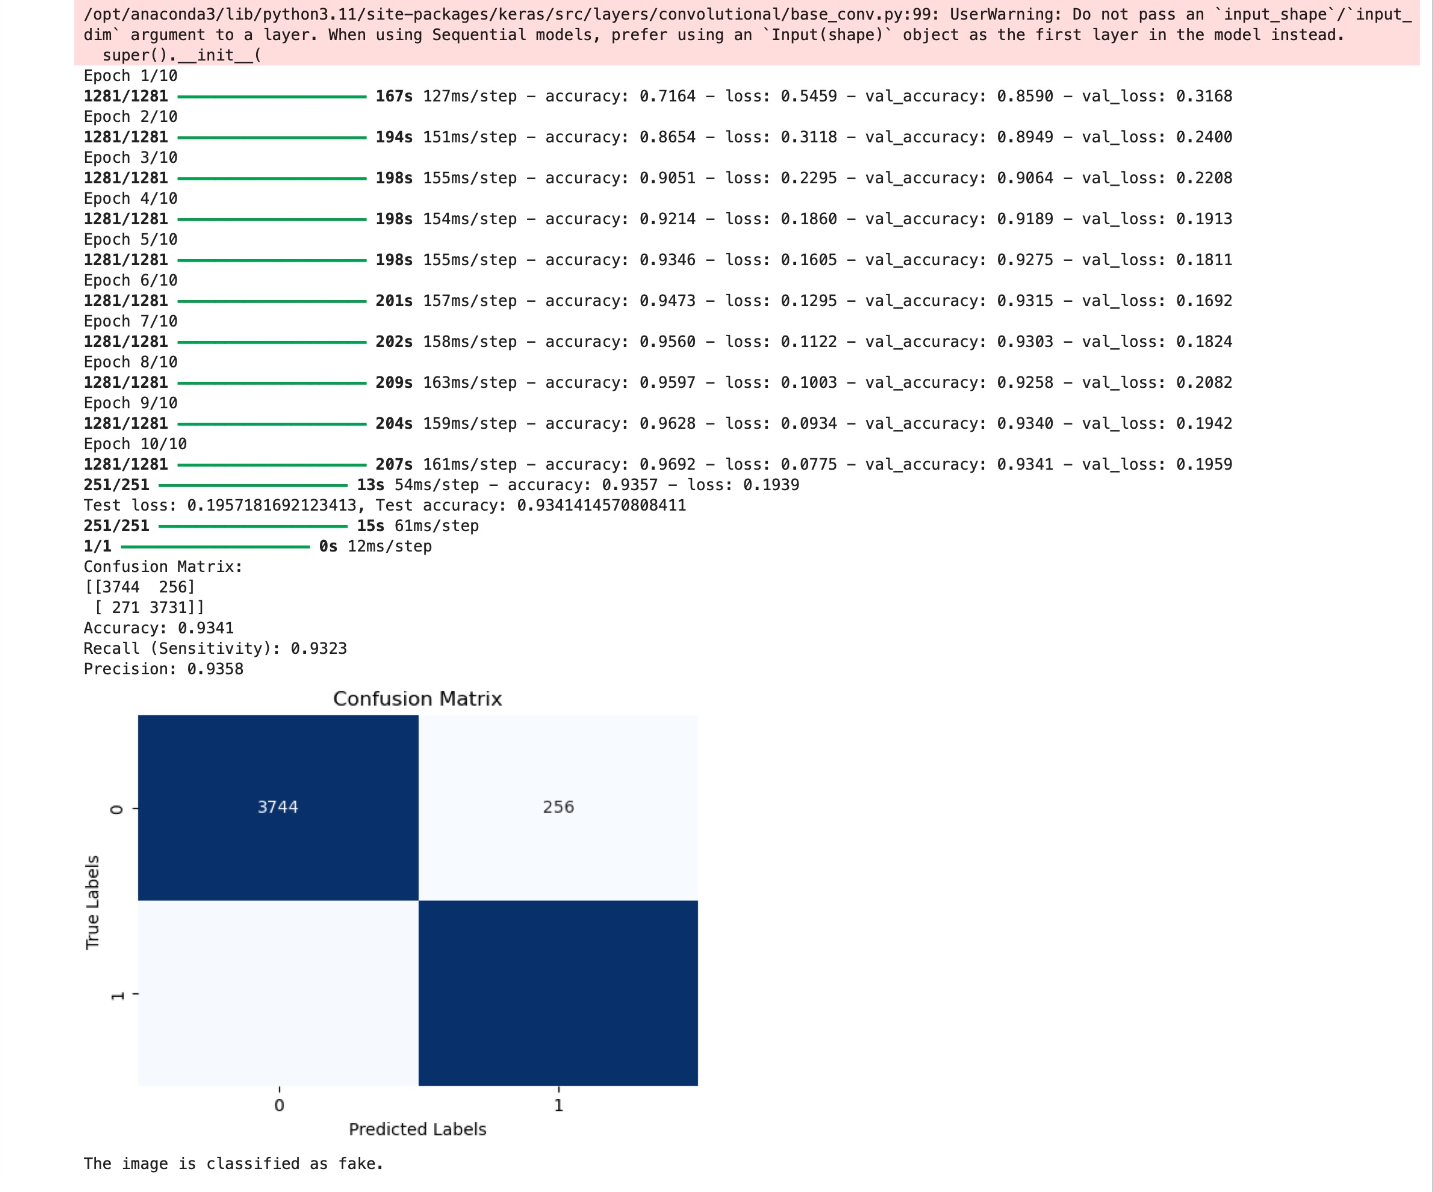 /opt/anaconda3/lib/python3.11/site-packages/keras/src/layers/convolutional/base_conv.py:99: UserWarning: Do not pass an `input_shape`/`input_
dim` argument to a layer. When using Sequential models, prefer using an `Input(shape)` object as the first layer in the model instead.
  super().__init__(
Epoch 1/10
1281/1281 167s 127ms/step – accuracy: 0.7164 – loss: 0.5459 – val_accuracy: 0.8590 – val_loss: 0.3168
Epoch 2/10
1281/1281 194s 151ms/step – accuracy: 0.8654 – loss: 0.3118 – val_accuracy: 0.8949 – val_loss: 0.2400
Epoch 3/10
1281/1281 198s 155ms/step – accuracy: 0.9051 – loss: 0.2295 – val_accuracy: 0.9064 – val_loss: 0.2208
Epoch 4/10
1281/1281 198s 154ms/step – accuracy: 0.9214 – loss: 0.1860 – val_accuracy: 0.9189 – val_loss: 0.1913
Epoch 5/10
1281/1281 198s 155ms/step – accuracy: 0.9346 – loss: 0.1605 – val_accuracy: 0.9275 – val_loss: 0.1811
Epoch 6/10
1281/1281 201s 157ms/step – accuracy: 0.9473 – loss: 0.1295 – val_accuracy: 0.9315 – val_loss: 0.1692
Epoch 7/10
1281/1281 202s 158ms/step – accuracy: 0.9560 – loss: 0.1122 – val_accuracy: 0.9303 – val_loss: 0.1824
Epoch 8/10
1281/1281 209s 163ms/step – accuracy: 0.9597 – loss: 0.1003 – val_accuracy: 0.9258 – val_loss: 0.2082
Epoch 9/10
1281/1281 204s 159ms/step – accuracy: 0.9628 – loss: 0.0934 – val_accuracy: 0.9340 – val_loss: 0.1942
Epoch 10/10
1281/1281 207s 161ms/step – accuracy: 0.9692 – loss: 0.0775 – val_accuracy: 0.9341 – val_loss: 0.1959
251/251 13s 54ms/step – accuracy: 0.9357 – loss: 0.1939
Test loss: 0.1957181692123413, Test accuracy: 0.9341414570808411
251/251 15s 61ms/step
1/1 0s 12ms/step
Confusion Matrix:
[[3744  256]
 [ 271 3731]]
Accuracy: 0.9341
Recall (Sensitivity): 0.9323
Precision: 0.9358
Confusion Matrix
3744 256
0
True Labels
1
0 1
Predicted Labels
The image is classified as fake.